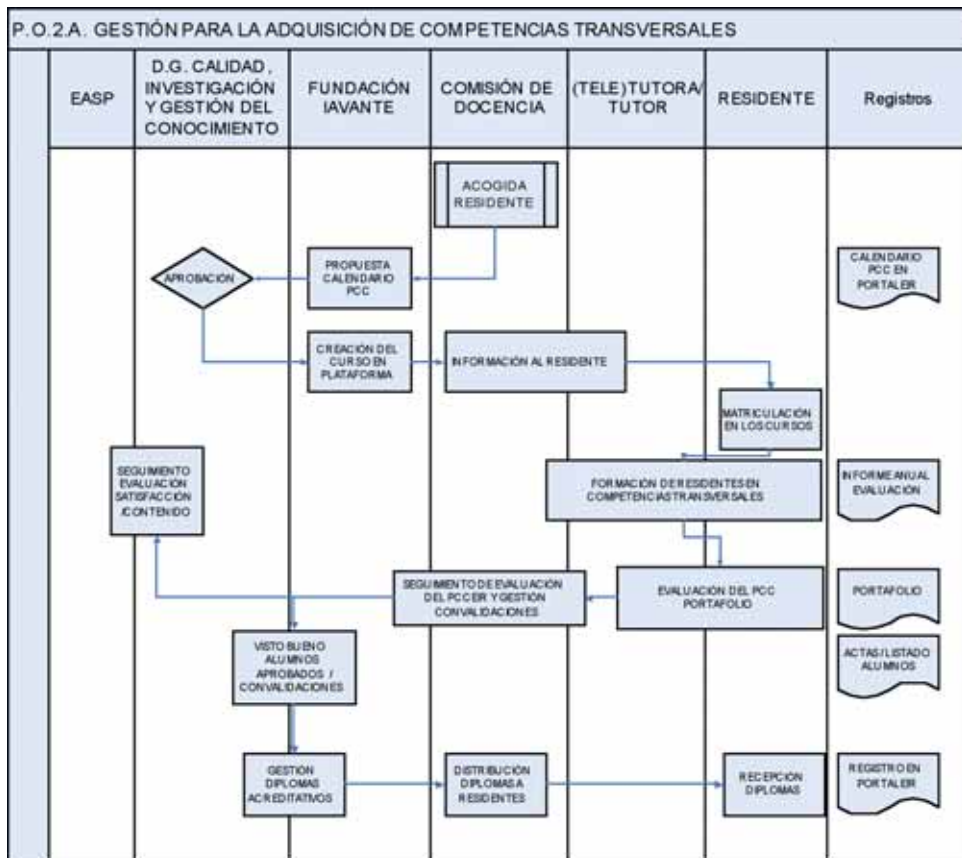 P.O.2.A. GESTIÓN PARA LA ADQUISICIÓN DE COMPETENCIAS TRANSVERSALES
EASP
D.G. CALIDAD,
INVESTIGACIÓN
Y GESTIÓN DEL
CONOCIMIENTO
FUNDACIÓN
IAVANTE
COMISIÓN DE
DOCENCIA
(TELE)TUTORA/
TUTOR
RESIDENTE
Registros
ACOGIDA
RESIDENTE
APROBACIÓN
PROPUESTA
CALENDARIO
PCC
CALENDARIO
PCC EN
PORTALER
CREACIÓN DEL
CURSO EN
PLATAFORMA
INFORMACIÓN AL RESIDENTE
MATRICULACIÓN
EN LOS CURSOS
SEGUIMIENTO
EVALUACIÓN
SATISFACCIÓN
/CONTENIDO
FORMACIÓN DE RESIDENTES EN
COMPETENCIAS TRANSVERSALES
INFORME ANUAL
EVALUACIÓN
SEGUIMIENTO DE EVALUACIÓN
DEL PCCER Y GESTIÓN
CONVALIDACIONES
EVALUACIÓN DEL PCC
PORTAFOLIO
PORTAFOLIO
VISTO BUENO
ALUMNOS
APROBADOS /
CONVALIDACIONES
ACTAS/LISTADO
ALUMNOS
GESTIÓN
DIPLOMAS
ACREDITATIVOS
DISTRIBUCIÓN
DIPLOMAS A
RESIDENTES
RECEPCIÓN
DIPLOMAS
REGISTRO EN
PORTALER